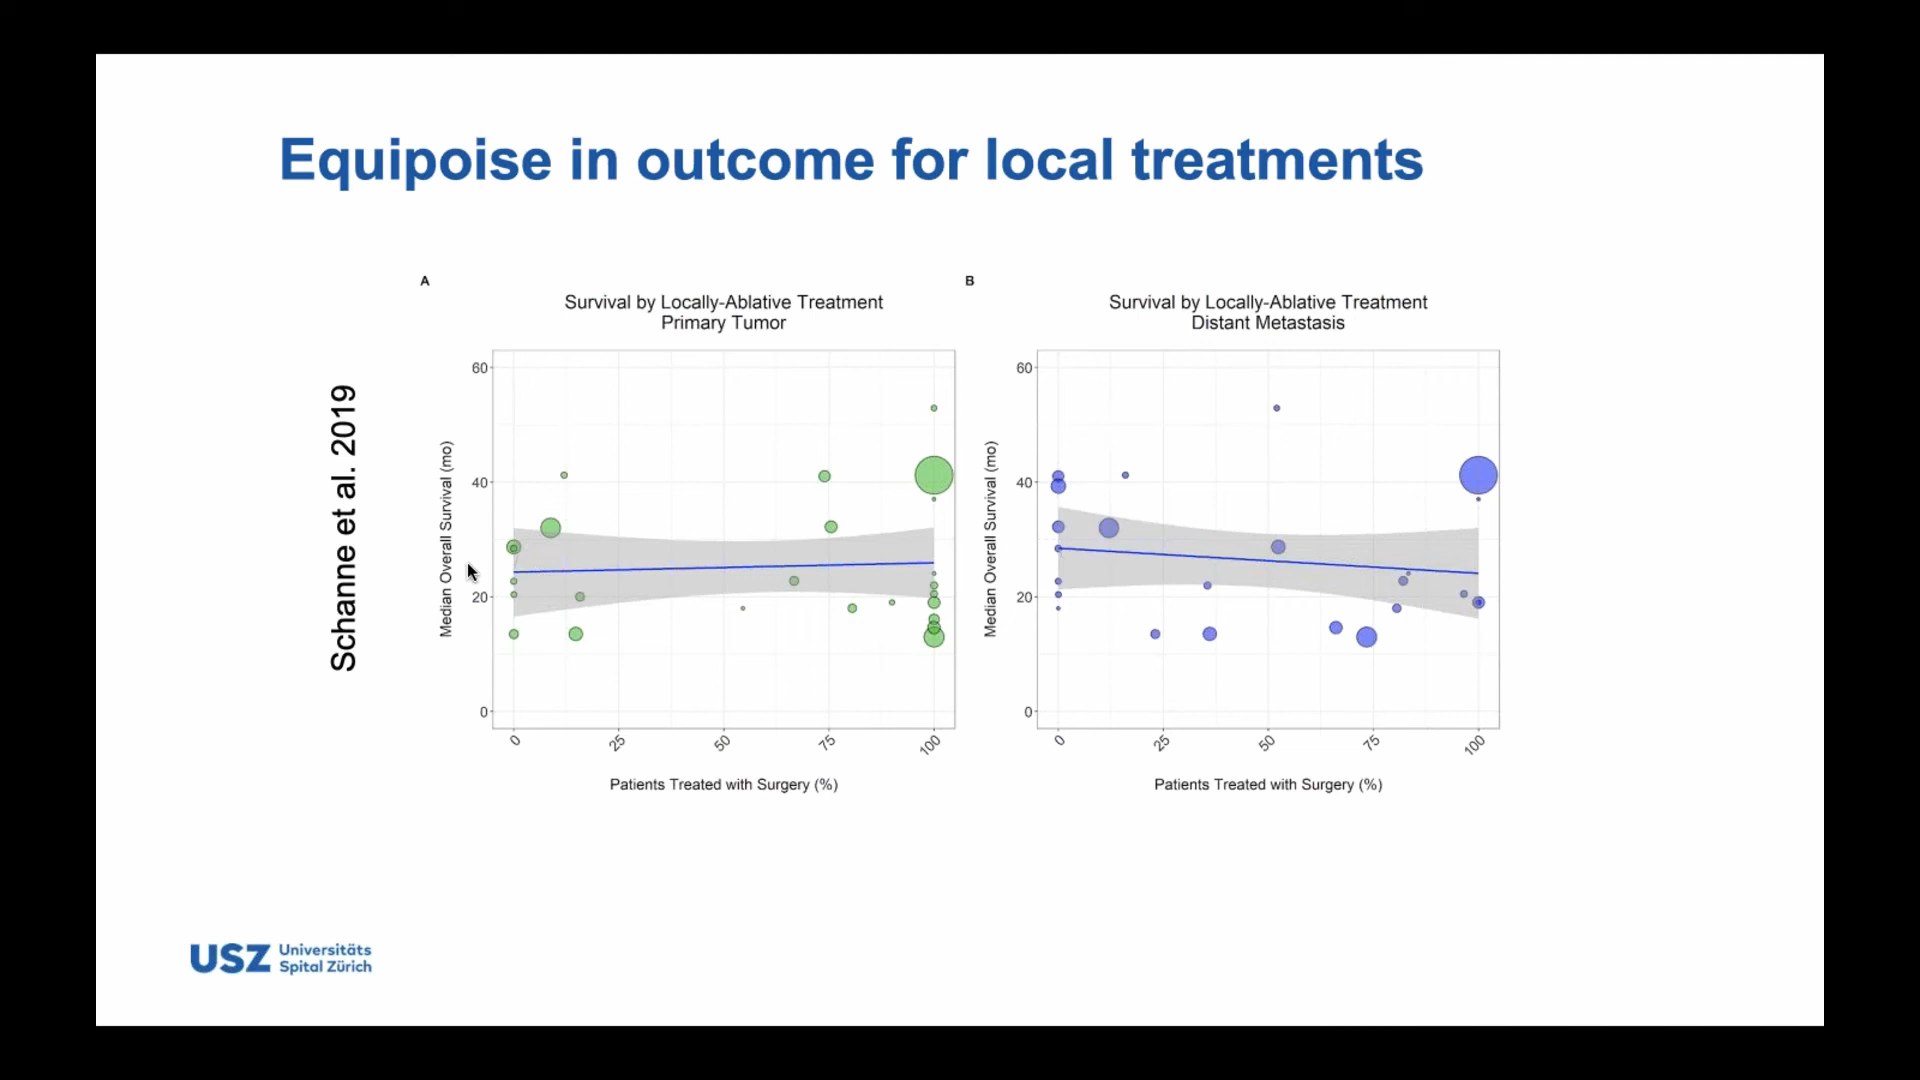 Equipoise in outcome for local treatments
Schanne et al. 2019
A
Survival by Locally-Ablative Treatment
Primary Tumor
Median Overall Survival (mo)
60
40
20
0
0
25
50
75
100
Patients Treated with Surgery (%)
B
Survival by Locally-Ablative Treatment
Distant Metastasis
Median Overall Survival (mo)
60
40
20
0
0
25
50
75
100
Patients Treated with Surgery (%)
USZ
Universitäts
Spital Zürich